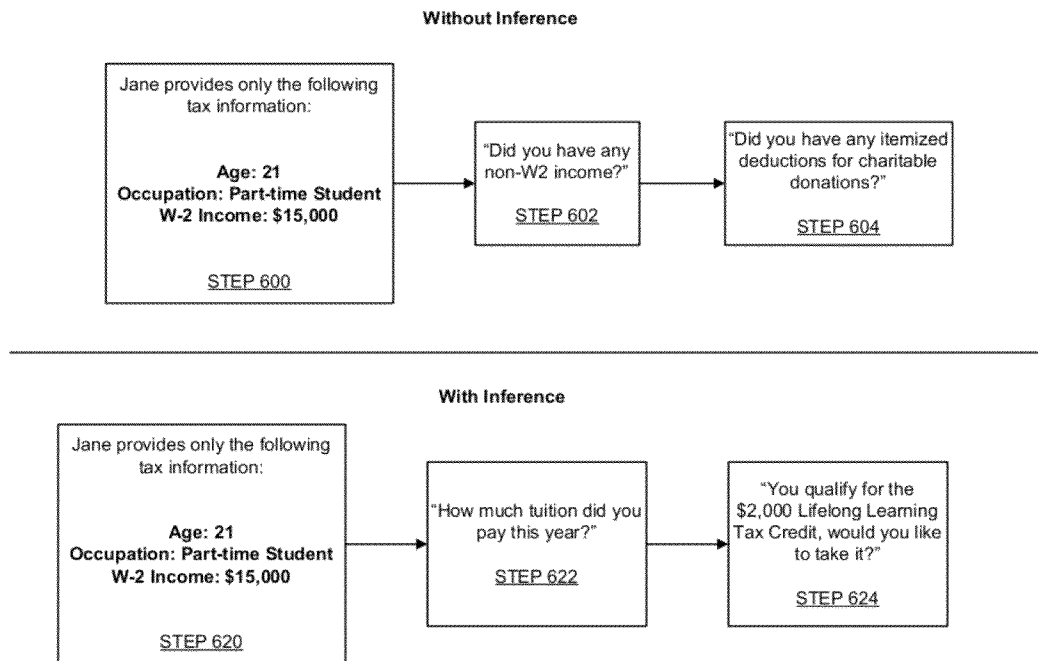 Without Inference
Jane provides only the following
tax information:
Age: 21
Occupation: Part-time Student
W-2 Income: $15,000
STEP 600
“Did you have any
non-W2 income?”
STEP 602
“Did you have any itemized
deductions for charitable
donations?”
STEP 604
With Inference
Jane provides only the following
tax information:
Age: 21
Occupation: Part-time Student
W-2 Income: $15,000
STEP 620
“How much tuition did you
pay this year?”
STEP 622
“You qualify for the
$2,000 Lifelong Learning
Tax Credit, would you like
to take it?”
STEP 624